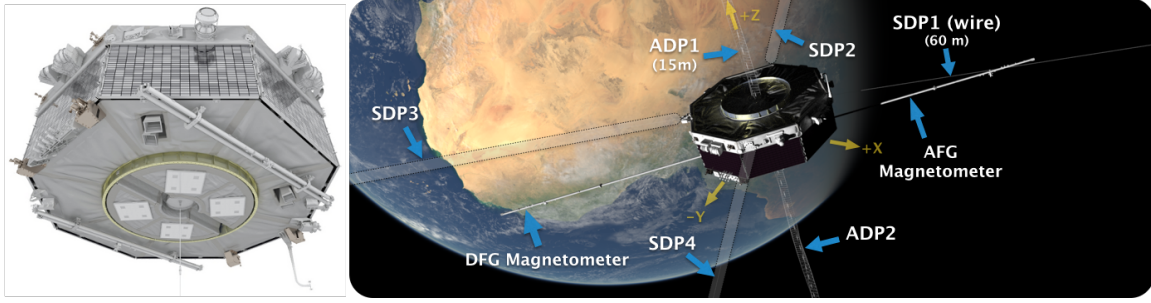 +Z
ADP1
(15m)
SDP2
SDP1 (wire)
(60 m)
SDP3
+X
AFG
Magnetometer
-Y
DFG Magnetometer
SDP4
ADP2